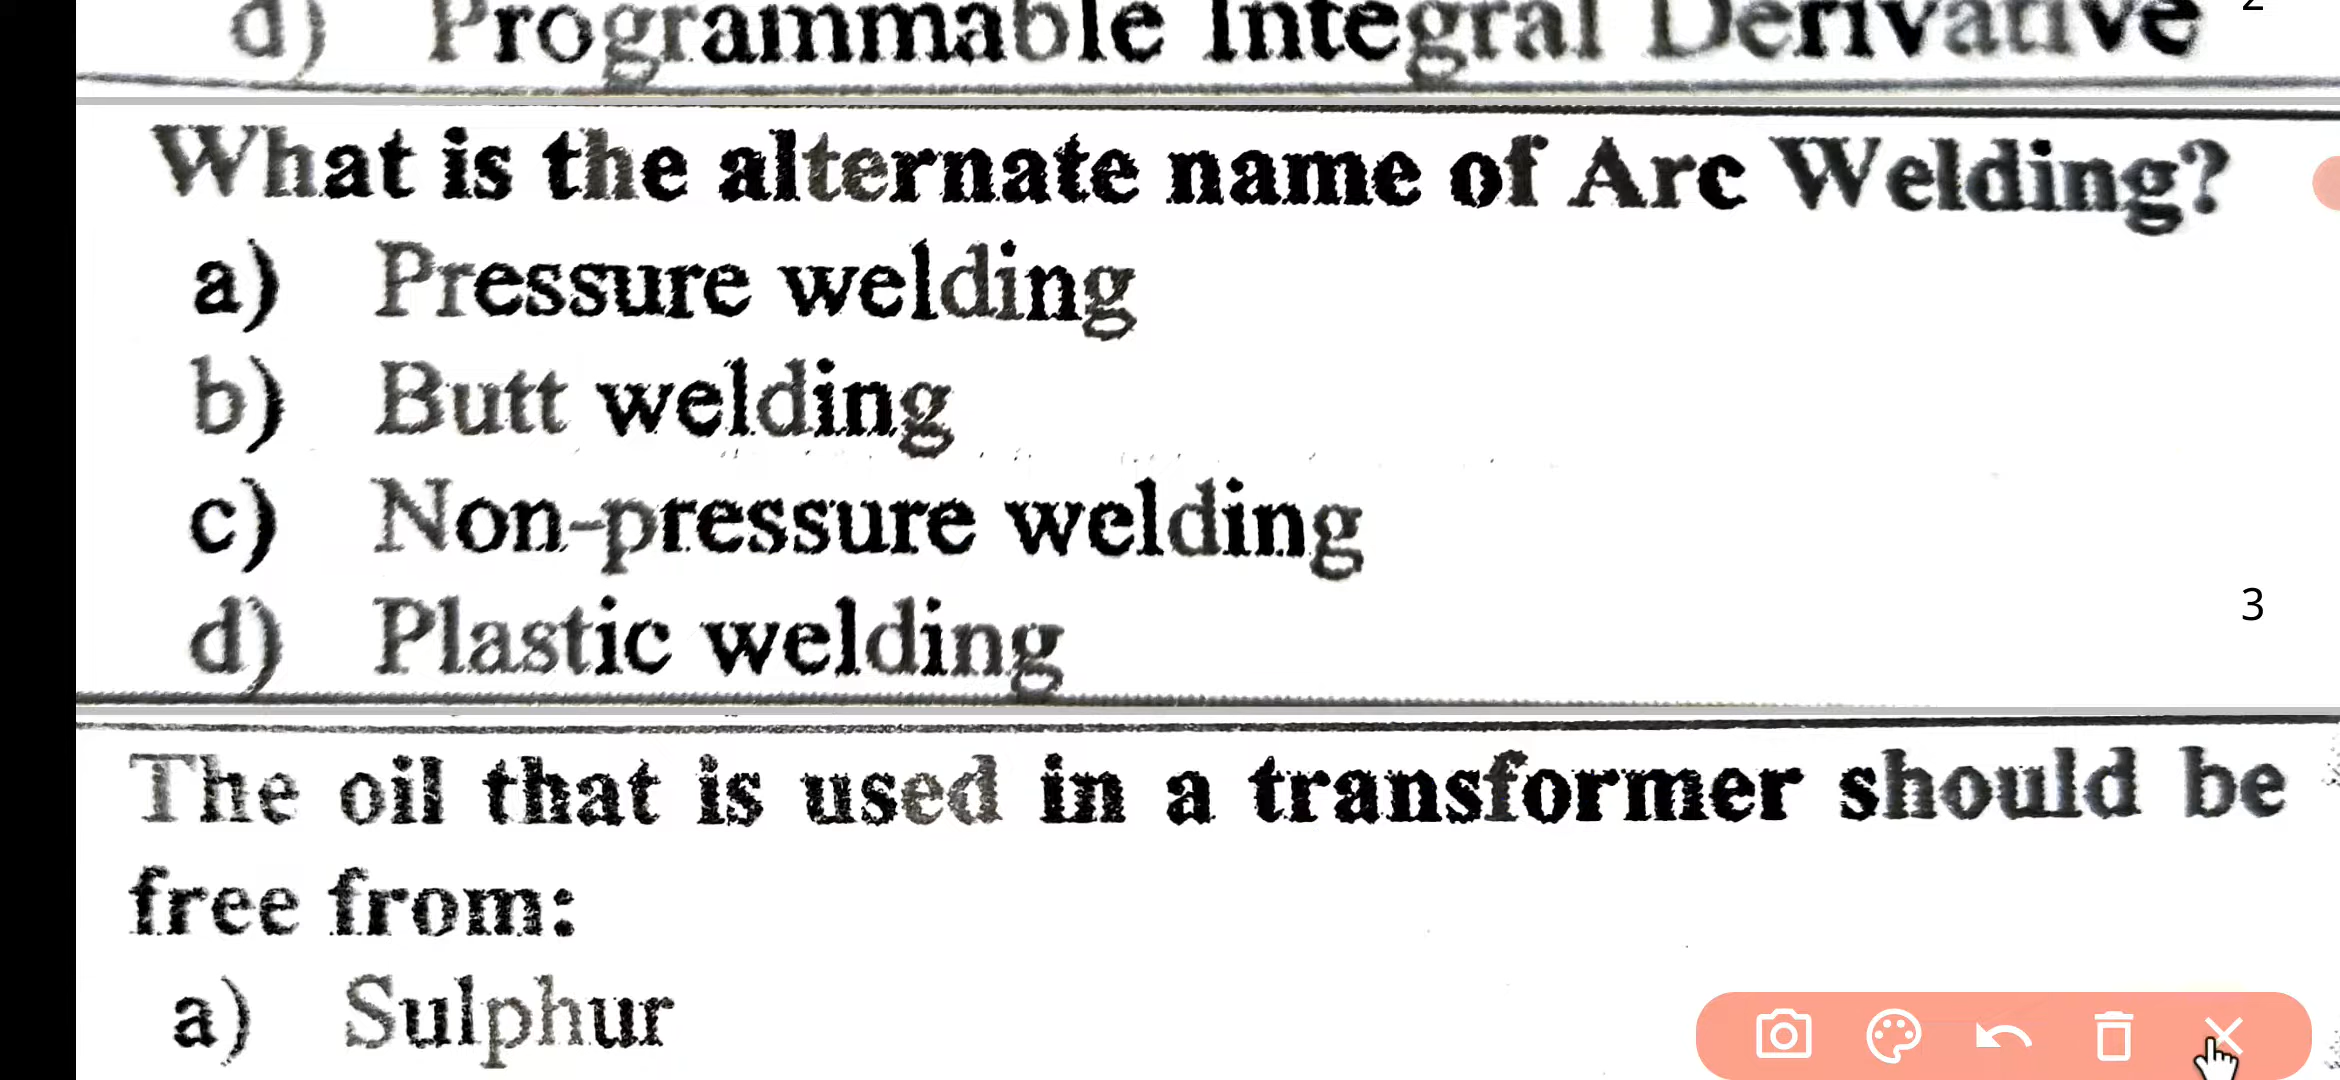 d) Programmable Integral Derivative
2
What is the alternate name of Arc Welding?
a) Pressure welding
b) Butt welding
c) Non-pressure welding
d) Plastic welding
3
The oil that is used in a transformer should be
free from:
a) Sulphur